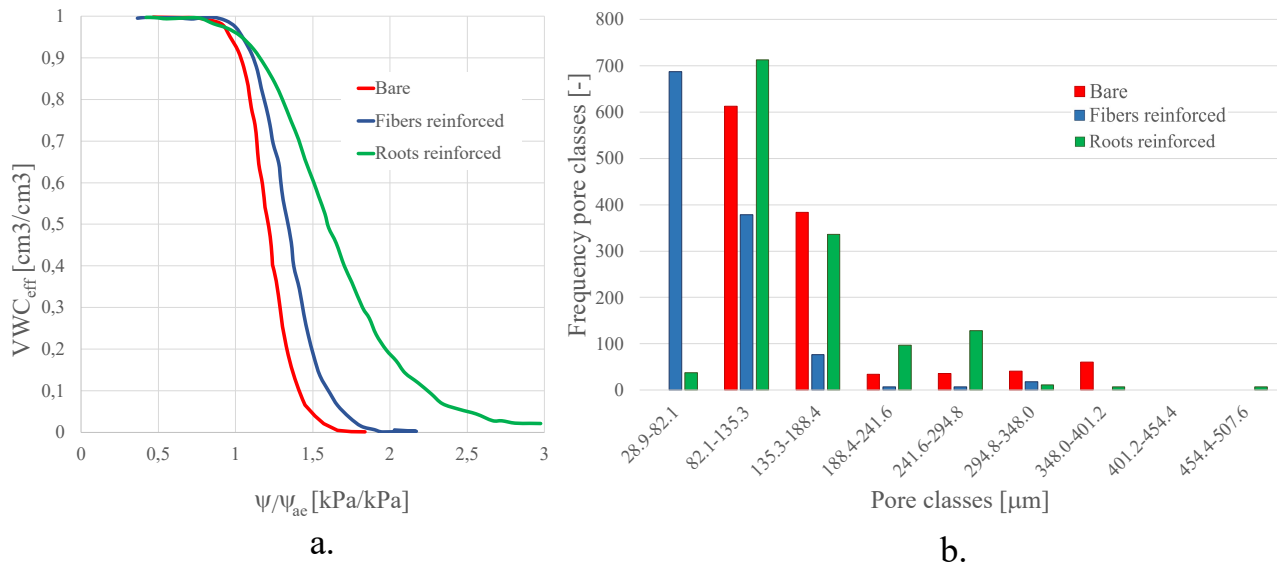 1
0,9
0,8
0,7
0,6
0,5
0,4
0,3
0,2
0,1
0
VWCeff [cm3/cm3]
Bare
Fibers reinforced
Roots reinforced
0 0,5 1 1,5 2 2,5 3
ψ/ψae [kPa/kPa]
a.
800
700
600
500
400
300
200
100
0
Frequency pore classes [-]
Bare
Fibers reinforced
Roots reinforced
28.9-82.1
82.1-135.3
135.3-188.4
188.4-241.6
241.6-294.8
294.8-348.0
348.0-401.2
401.2-454.4
454.4-507.6
Pore classes [μm]
b.